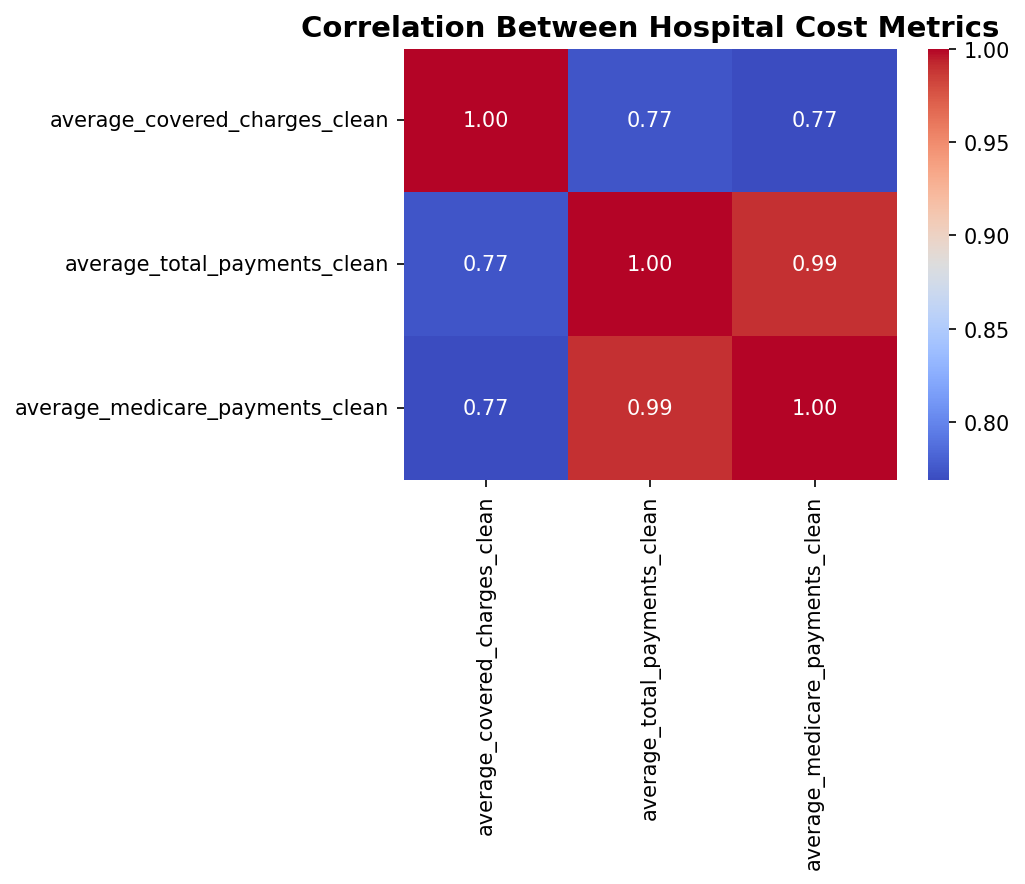 Correlation Between Hospital Cost Metrics
average_covered_charges_clean
1.00
0.77
0.77
average_total_payments_clean
0.77
1.00
0.99
average_medicare_payments_clean
0.77
0.99
1.00
average_covered_charges_clean
average_total_payments_clean
average_medicare_payments_clean
1.00
0.95
0.90
0.85
0.80